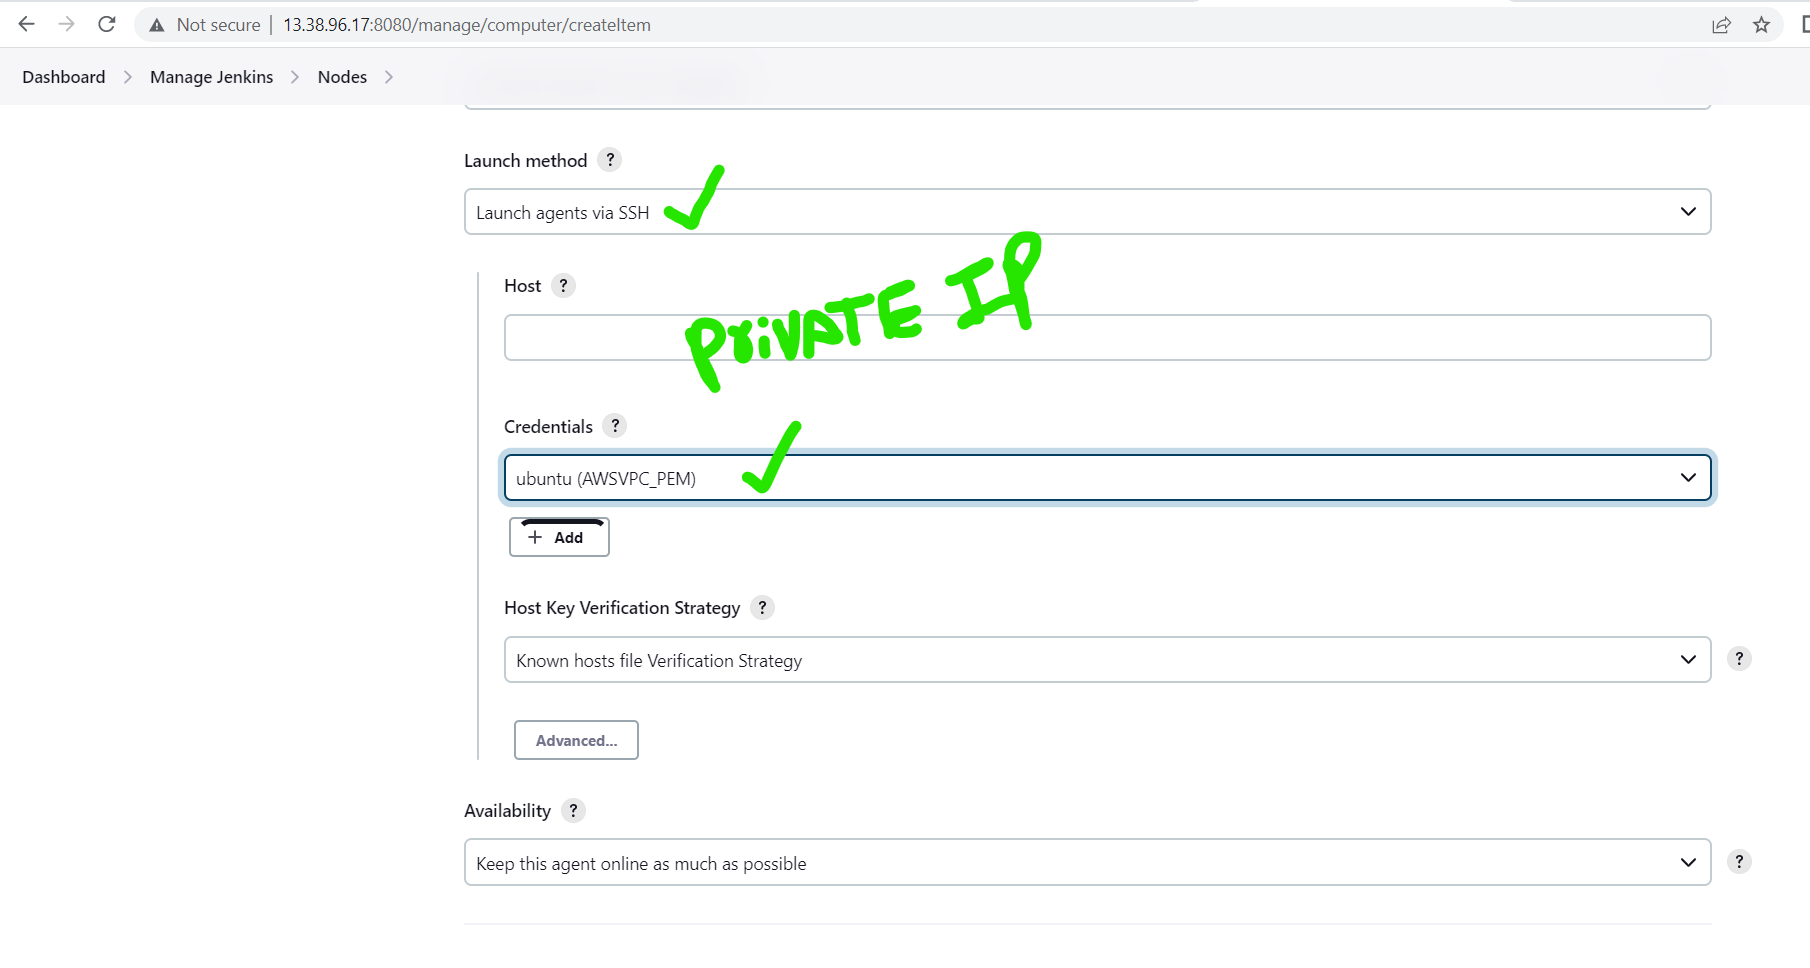 Not secure | 13.38.96.17:8080/manage/computer/createItem
Dashboard > Manage Jenkins > Nodes >
Launch method ?
Launch agents via SSH
Host ?
PRiVATE IP
Credentials ?
ubuntu (AWSVPC_PEM)
+ Add
Host Key Verification Strategy ?
Known hosts file Verification Strategy
?
Advanced...
Availability ?
Keep this agent online as much as possible
?